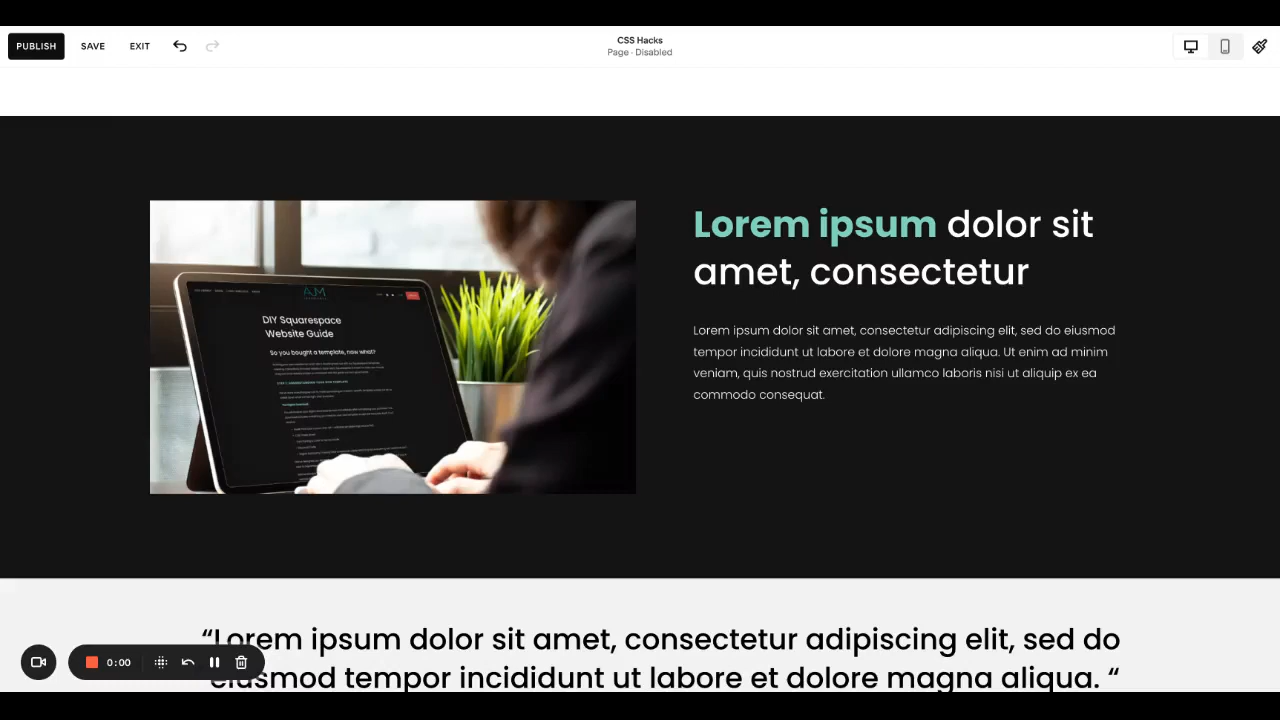 PUBLISH SAVE EXIT
CSS Hacks
Page · Disabled
AJM
DIY Squarespace
Website Guide
So you bought a template, now what?
Lorem ipsum dolor sit
amet, consectetur
Lorem ipsum dolor sit amet, consectetur adipiscing elit, sed do eiusmod
tempor incididunt ut labore et dolore magna aliqua. Ut enim ad minim
veniam, quis nostrud exercitation ullamco laboris nisi ut aliquip ex ea
commodo consequat.
“Lorem ipsum dolor sit amet, consectetur adipiscing elit, sed do
eiusmod tempor incididunt ut labore et dolore magna aliqua. “
0:00